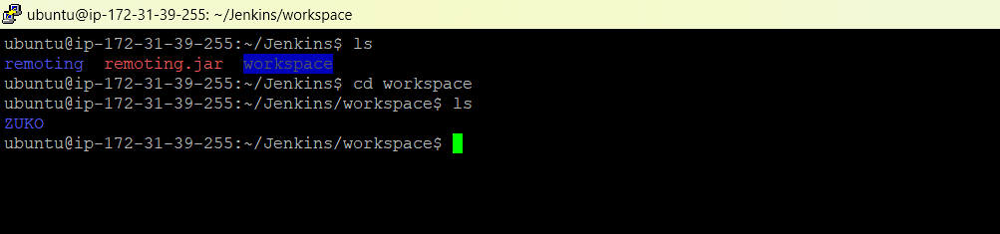 ubuntu@ip-172-31-39-255: ~/Jenkins/workspace
ubuntu@ip-172-31-39-255:~/Jenkins$ ls
remoting  remoting.jar  workspace
ubuntu@ip-172-31-39-255:~/Jenkins$ cd workspace
ubuntu@ip-172-31-39-255:~/Jenkins/workspace$ ls
ZUKO
ubuntu@ip-172-31-39-255:~/Jenkins/workspace$